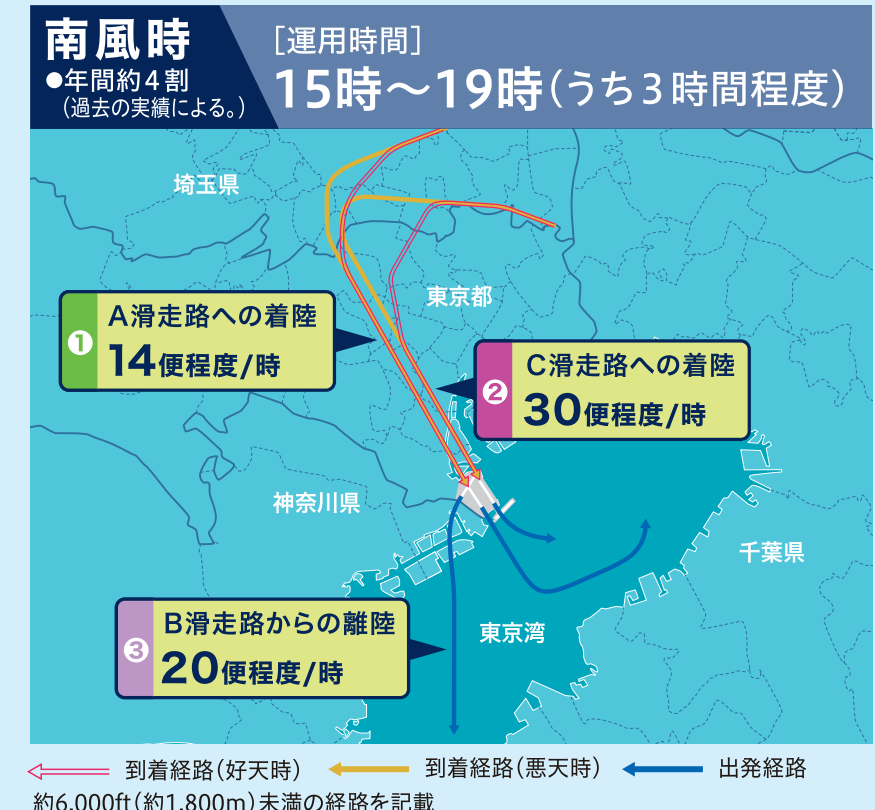 南風時
●年間約4割
（過去の実績による。）
［運用時間］
15時～19時（うち3時間程度）
埼玉県
東京都
1
A滑走路への着陸
14便程度/時
2
C滑走路への着陸
30便程度/時
神奈川県
千葉県
3
B滑走路からの離陸
20便程度/時
東京湾
到着経路（好天時） 到着経路（悪天時） 出発経路
約6,000ft（約1,800m）未満の経路を記載